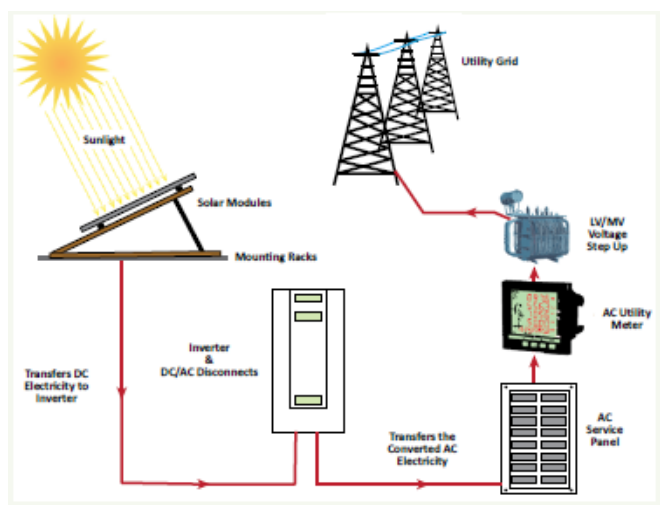 Utility Grid
Sunlight
Solar Modules
LV/MV
Voltage
Step Up
Mounting Racks
AC Utility
Meter
Inverter
&
DC/AC Disconnects
Transfers DC
Electricity to
Inverter
AC
Service
Panel
Transfers the
Converted AC
Electricity